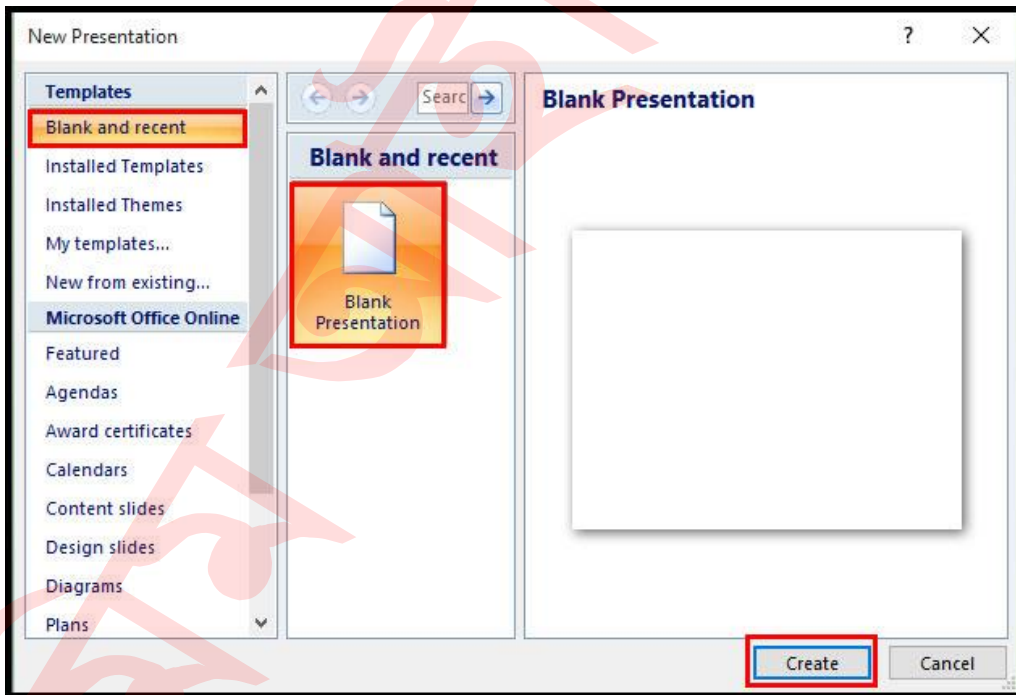 New Presentation
?
Templates
Blank and recent
Installed Templates
Installed Themes
My templates...
New from existing...
Microsoft Office Online
Featured
Agendas
Award certificates
Calendars
Content slides
Design slides
Diagrams
Plans
Searc
Blank and recent
Blank
Presentation
Blank Presentation
Create
Cancel